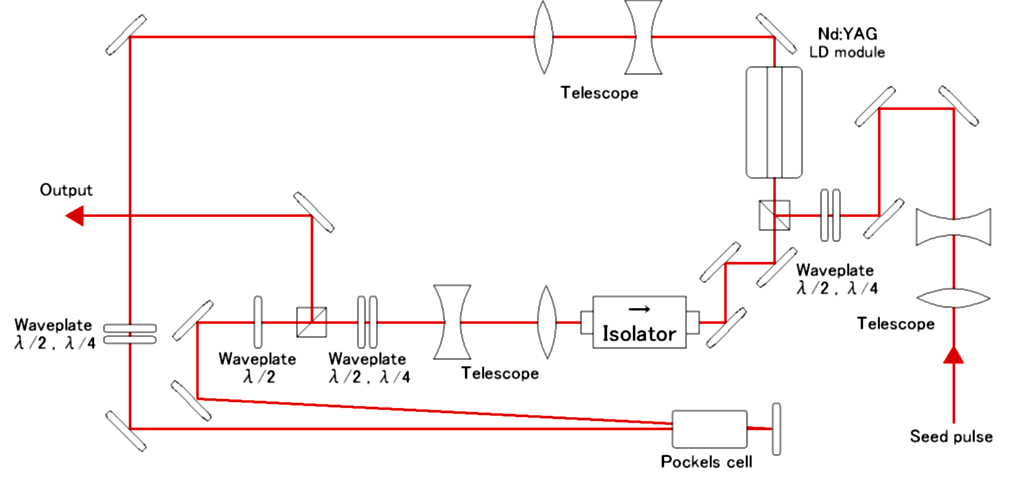 Nd:YAG
LD module
Telescope
Output
Waveplate
λ/2 , λ/4
Telescope
→
Isolator
Waveplate
λ/2 , λ/4
Waveplate
λ/2
Waveplate
λ/2 , λ/4
Telescope
Seed pulse
Pockels cell